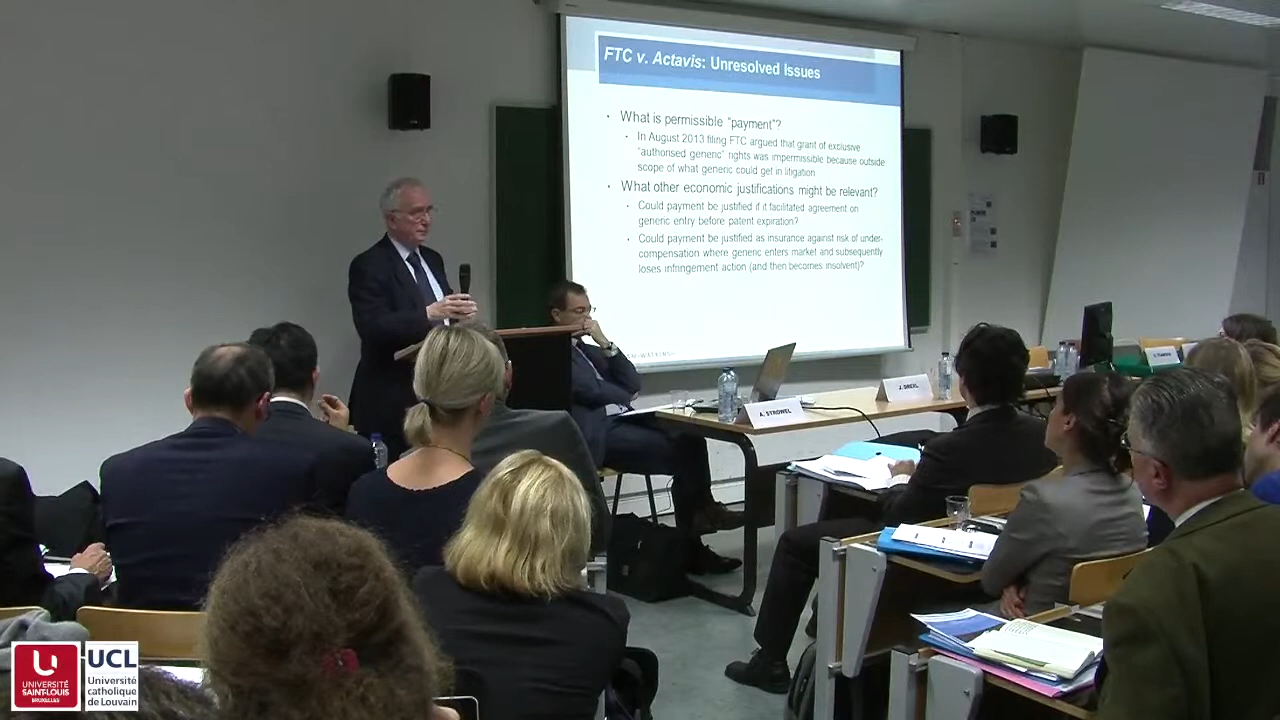 FTC v. Actavis: Unresolved Issues
What is permissible "payment"?
In August 2013 filing FTC argued that grant of exclusive
"authorised generic" rights was impermissible because outside
scope of what generic could get in litigation
What other economic justifications might be relevant?
Could payment be justified if it facilitated agreement on
generic entry before patent expiration?
Could payment be justified as insurance against risk of under-
compensation where generic enters market and subsequently
loses infringement action (and then becomes insolvent)?
A. STROWEL
J. DREXL
UNIVERSITÉ
SAINT-LOUIS
BRUXELLES
UCL
Université
catholique
de Louvain